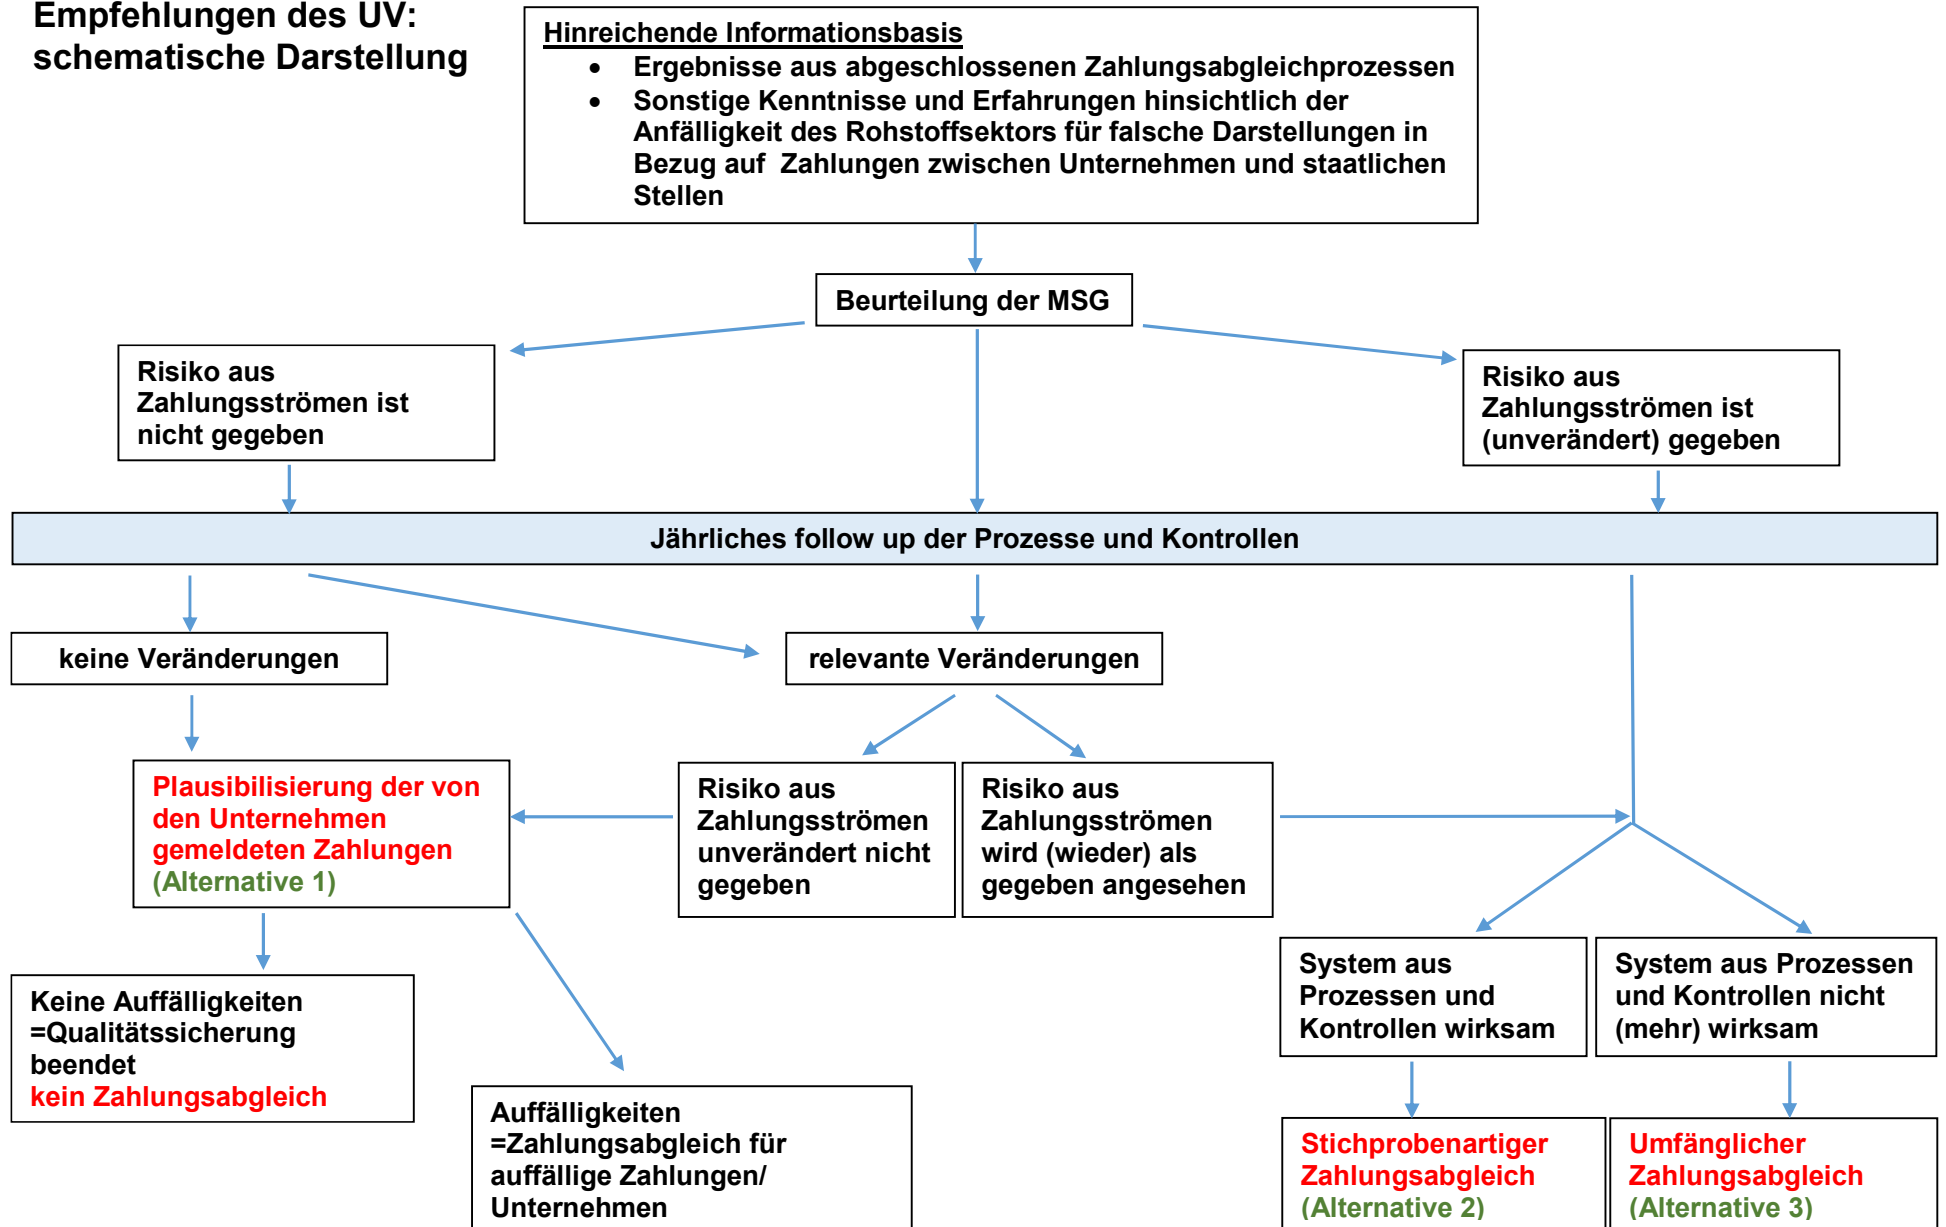 Empfehlungen des UV:
schematische Darstellung
Hinreichende Informationsbasis
• Ergebnisse aus abgeschlossenen Zahlungsabgleichprozessen
• Sonstige Kenntnisse und Erfahrungen hinsichtlich der
Anfälligkeit des Rohstoffsektors für falsche Darstellungen in
Bezug auf Zahlungen zwischen Unternehmen und staatlichen
Stellen
Beurteilung der MSG
Risiko aus
Zahlungsströmen ist
nicht gegeben
Risiko aus
Zahlungsströmen ist
(unverändert) gegeben
Jährliches follow up der Prozesse und Kontrollen
keine Veränderungen
relevante Veränderungen
Plausibilisierung der von
den Unternehmen
gemeldeten Zahlungen
(Alternative 1)
Risiko aus
Zahlungsströmen
unverändert nicht
gegeben
Risiko aus
Zahlungsströmen
wird (wieder) als
gegeben angesehen
Keine Auffälligkeiten
=Qualitätssicherung
beendet
kein Zahlungsabgleich
Auffälligkeiten
=Zahlungsabgleich für
auffällige Zahlungen/
Unternehmen
System aus
Prozessen und
Kontrollen wirksam
System aus Prozessen
und Kontrollen nicht
(mehr) wirksam
Stichprobenartiger
Zahlungsabgleich
(Alternative 2)
Umfänglicher
Zahlungsabgleich
(Alternative 3)